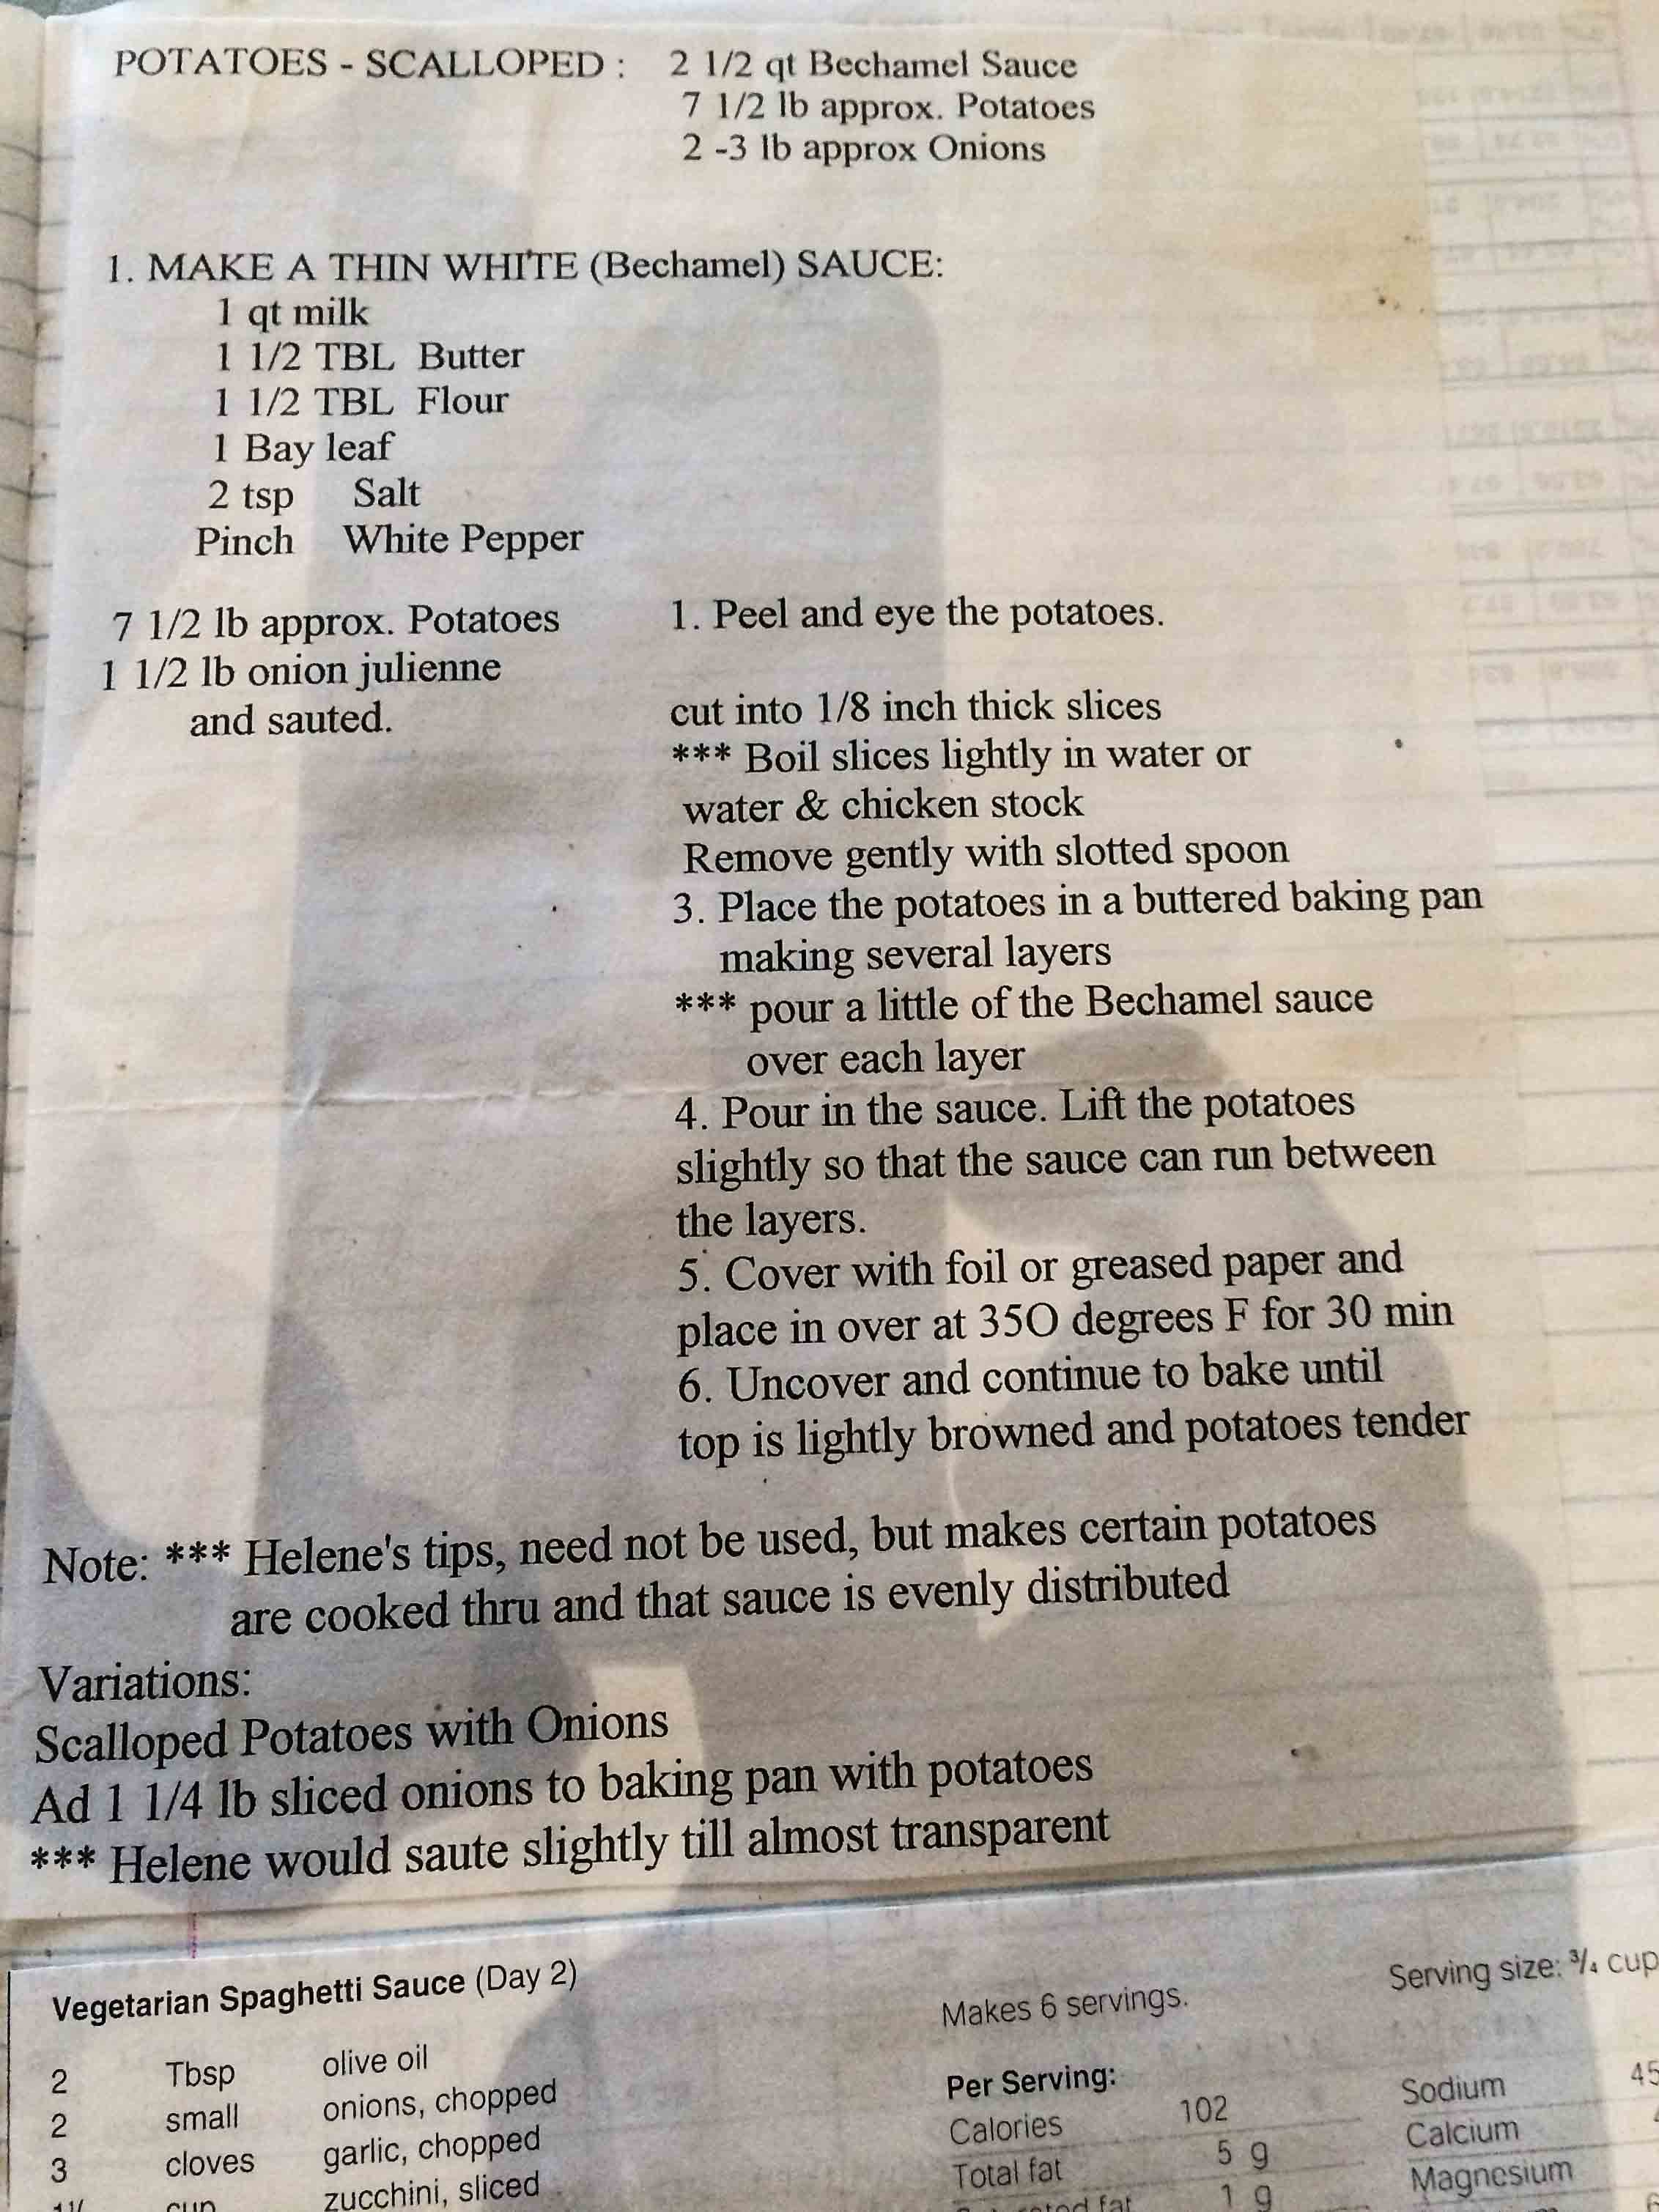 POTATOES - SCALLOPED : 2 1/2 qt Bechamel Sauce
7 1/2 lb approx. Potatoes
2 -3 lb approx Onions
1. MAKE A THIN WHITE (Bechamel) SAUCE:
1 qt milk
1 1/2 TBL Butter
1 1/2 TBL Flour
1 Bay leaf
2 tsp Salt
Pinch White Pepper
7 1/2 lb approx. Potatoes
1 1/2 lb onion julienne
and sauted.
1. Peel and eye the potatoes.
cut into 1/8 inch thick slices
*** Boil slices lightly in water or
water & chicken stock
Remove gently with slotted spoon
3. Place the potatoes in a buttered baking pan
making several layers
*** pour a little of the Bechamel sauce
over each layer
4. Pour in the sauce. Lift the potatoes
slightly so that the sauce can run between
the layers.
5. Cover with foil or greased paper and
place in over at 35O degrees F for 30 min
6. Uncover and continue to bake until
top is lightly browned and potatoes tender
Note: *** Helene's tips, need not be used, but makes certain potatoes
are cooked thru and that sauce is evenly distributed
Variations:
Scalloped Potatoes with Onions
Ad 1 1/4 lb sliced onions to baking pan with potatoes
*** Helene would saute slightly till almost transparent
Vegetarian Spaghetti Sauce (Day 2)
2 Tbsp olive oil
2 small onions, chopped
3 cloves garlic, chopped
cup zucchini, sliced
Makes 6 servings.
Serving size: ¾ cup
Per Serving:
Calories 102
Total fat 5 g
fat 1 g
Sodium 45
Calcium
Magnesium